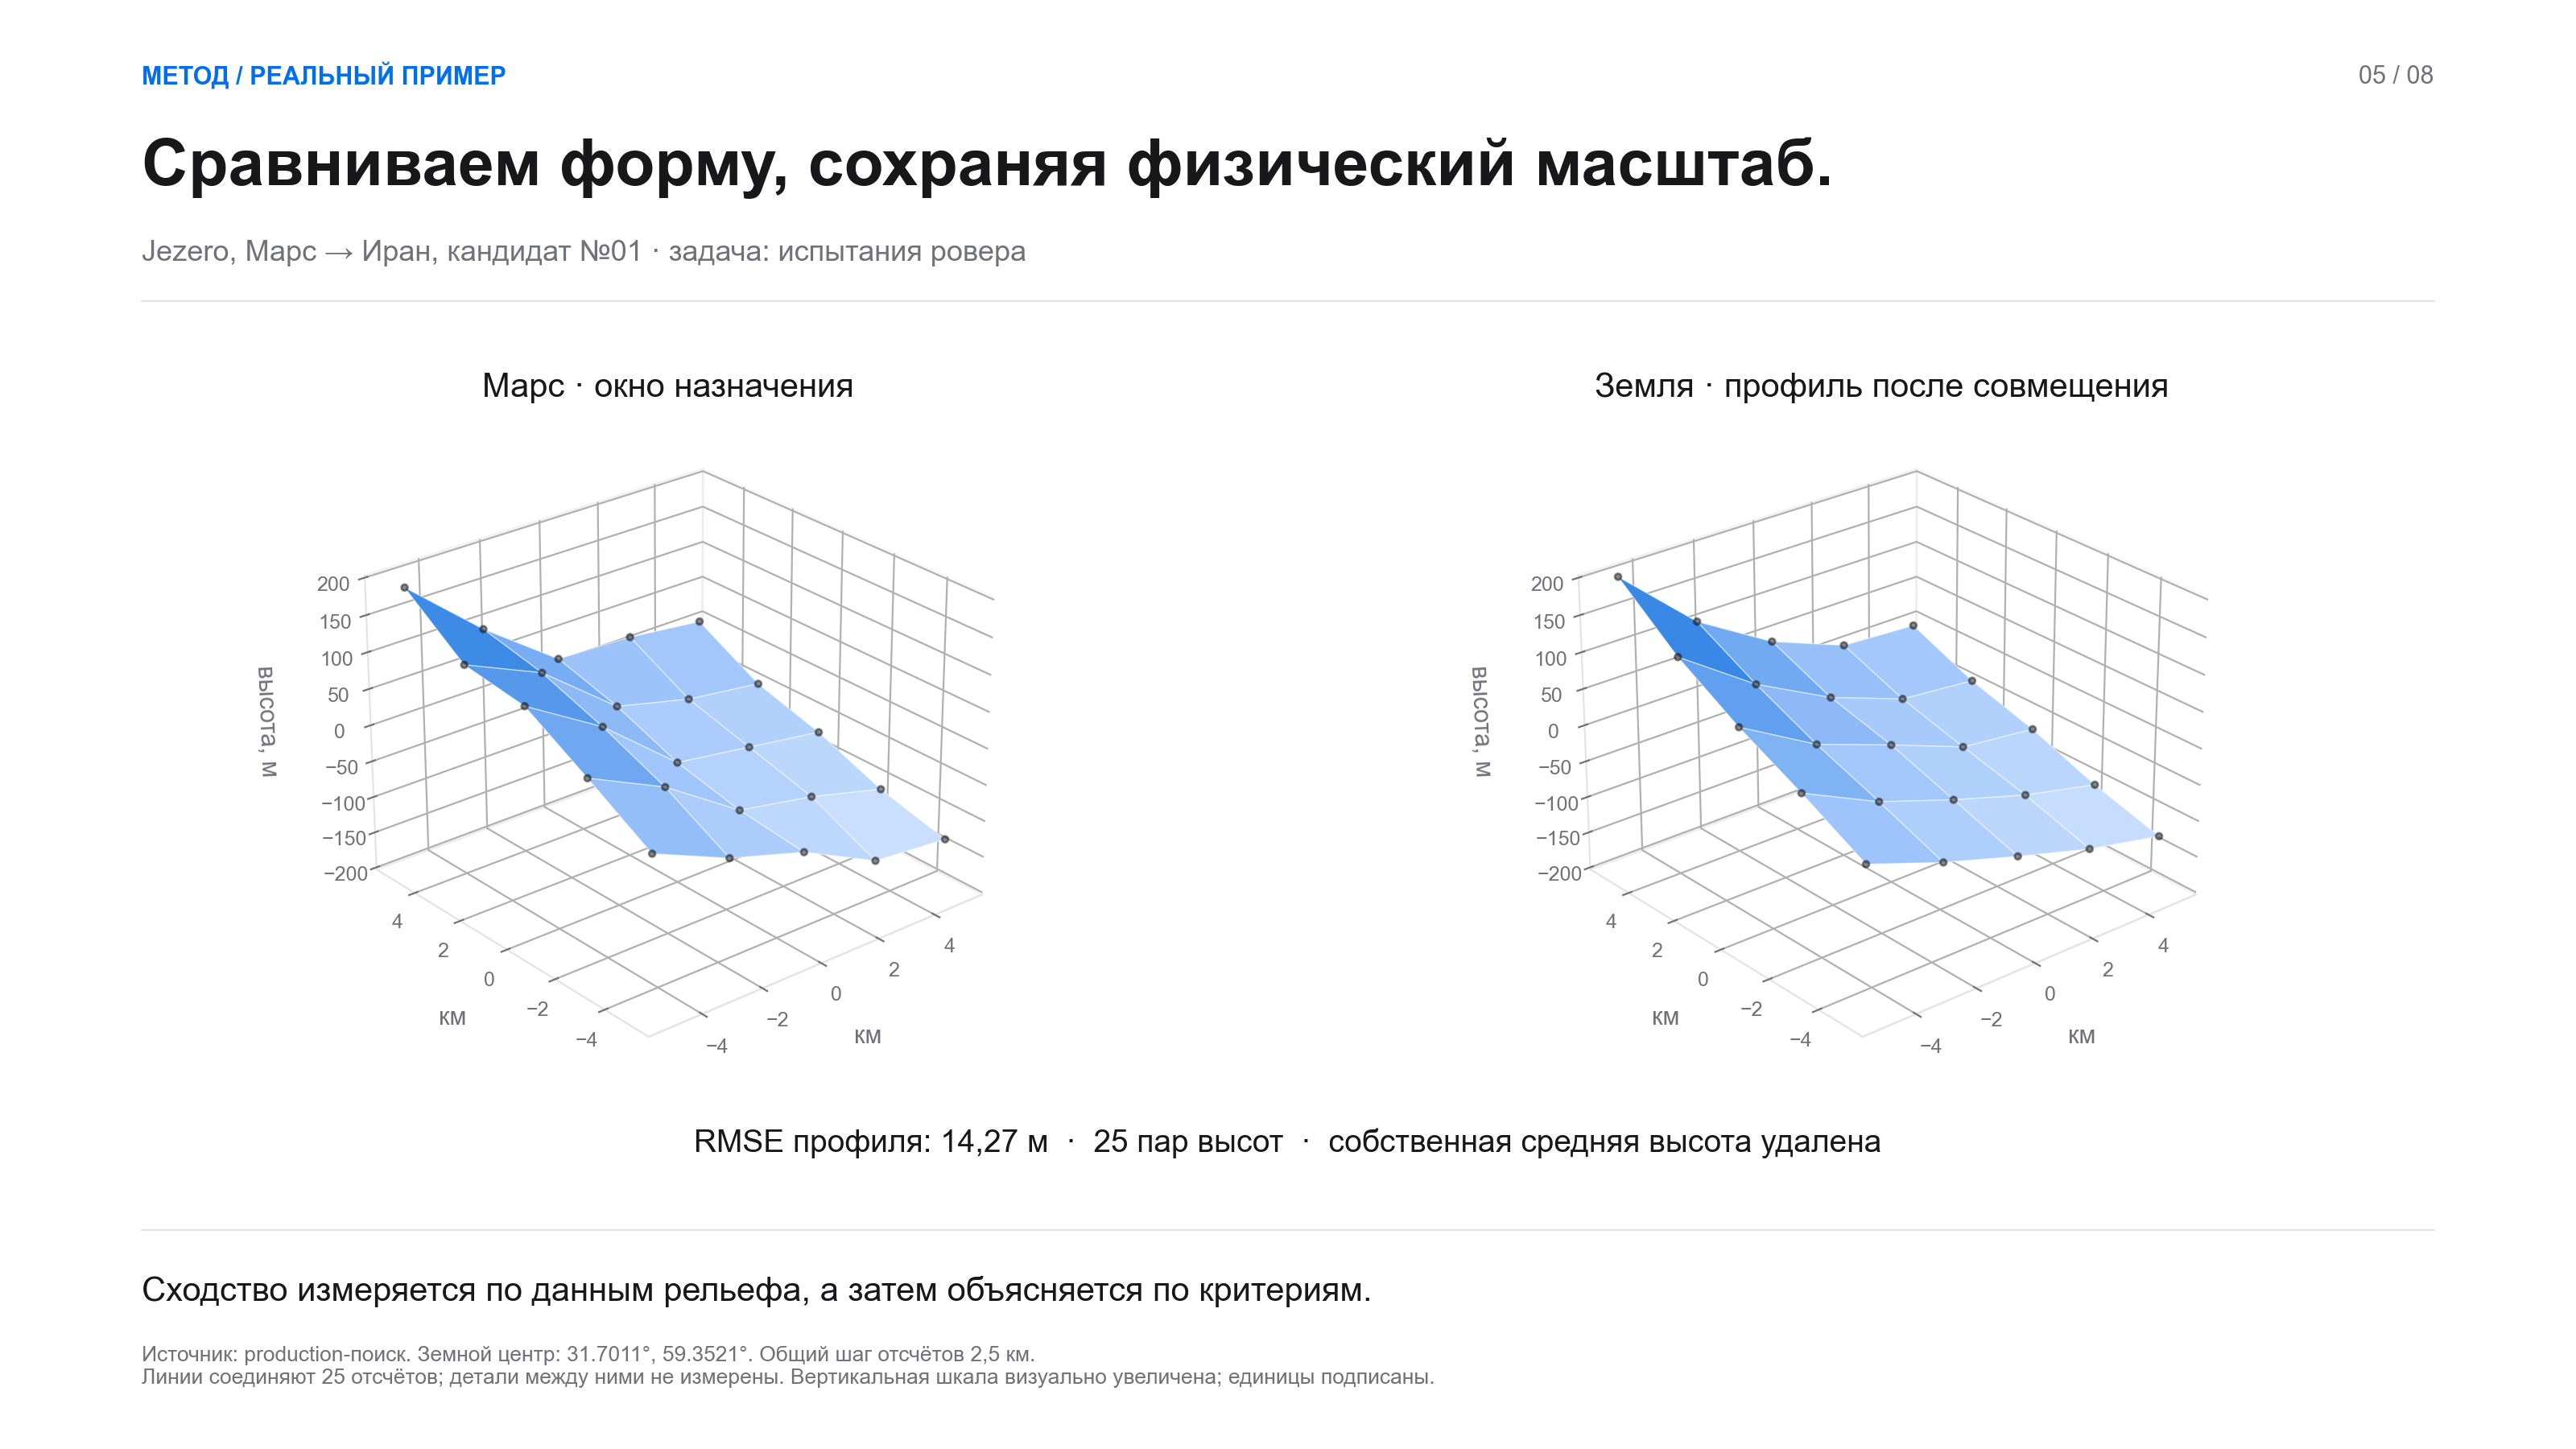 МЕТОД / РЕАЛЬНЫЙ ПРИМЕР
05 / 08
Сравниваем форму, сохраняя физический масштаб.
Jezero, Марс → Иран, кандидат №01 · задача: испытания ровера
Марс · окно назначения
200
150
100
50
0
−50
−100
−150
−200
высота, м
4
2
0
−2
−4
км
−4
−2
0
2
4
км
Земля · профиль после совмещения
200
150
100
50
0
−50
−100
−150
−200
высота, м
4
2
0
−2
−4
км
−4
−2
0
2
4
км
RMSE профиля: 14,27 м · 25 пар высот · собственная средняя высота удалена
Сходство измеряется по данным рельефа, а затем объясняется по критериям.
Источник: production-поиск. Земной центр: 31.7011°, 59.3521°. Общий шаг отсчётов 2,5 км.
Линии соединяют 25 отсчётов; детали между ними не измерены. Вертикальная шкала визуально увеличена; единицы подписаны.